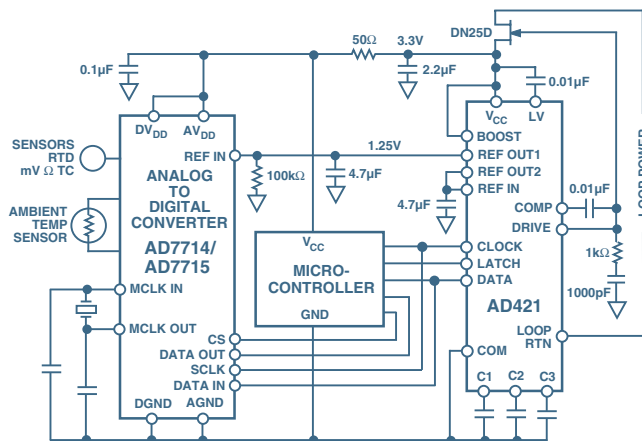 DN25D
50Ω
3.3V
0.1µF
2.2µF
0.01µF
VCC
LV
LOOP POWER
DVDD
AVDD
BOOST
SENSORS
RTD
mV Ω TC
REF IN
1.25V
REF OUT1
ANALOG
TO
DIGITAL
CONVERTER
AD7714/
AD7715
100kΩ
4.7µF
REF OUT2
REF IN
4.7µF
0.01µF
COMP
DRIVE
AMBIENT
TEMP
SENSOR
VCC
MICRO-
CONTROLLER
GND
CLOCK
LATCH
DATA
AD421
1kΩ
1000pF
MCLK IN
MCLK OUT
CS
DATA OUT
SCLK
DATA IN
LOOP
RTN
COM
C1
C2
C3
DGND
AGND